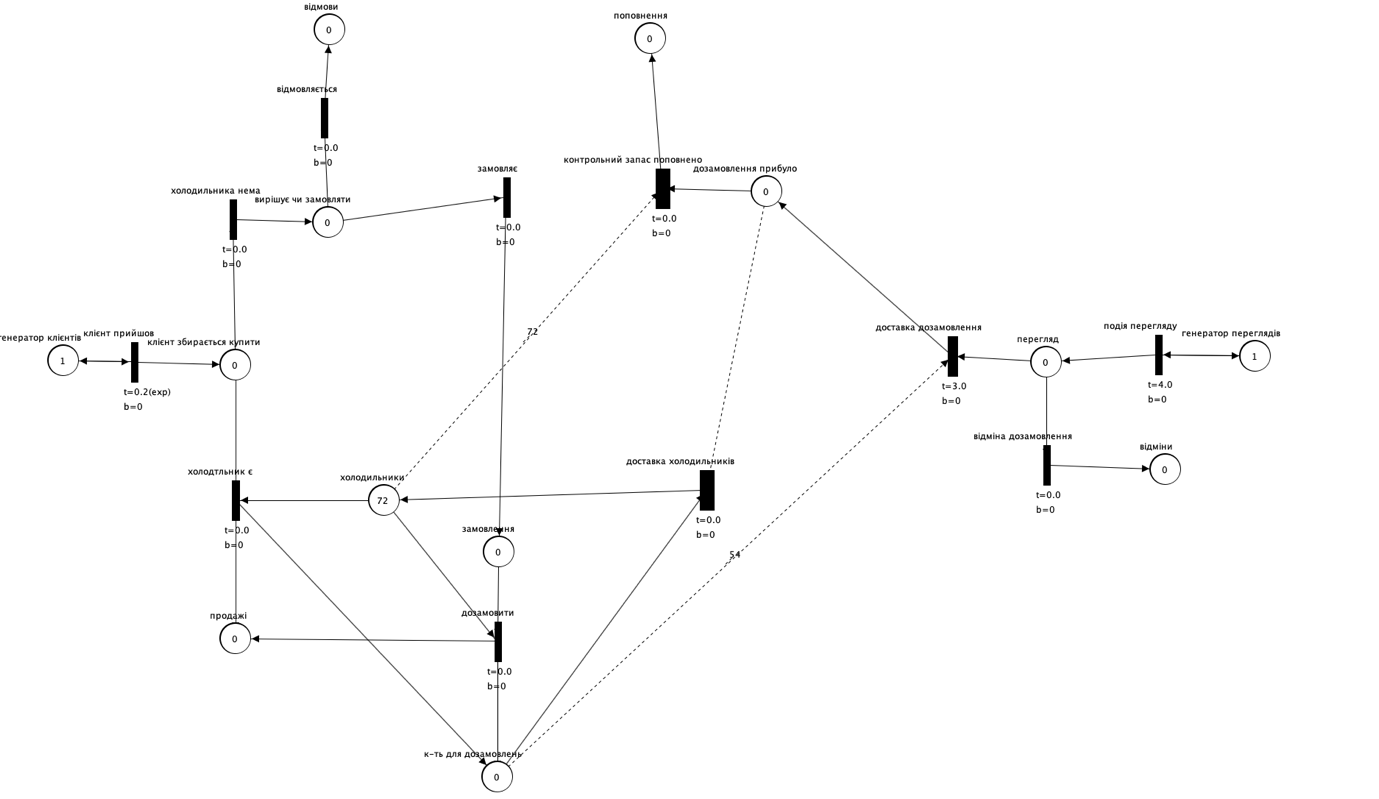 відмови
0
поповнення
0
відмовляється
t=0.0
b=0
контрольний запас поповнено
t=0.0
b=0
дозамовлення прибуло
0
замовляє
t=0.0
b=0
холодильника нема
t=0.0
b=0
вирішує чи замовляти
0
72
генератор клієнтів
1
клієнт прийшов
t=0.2(exp)
b=0
клієнт збирається купити
0
доставка дозамовлення
t=3.0
b=0
перегляд
0
подія перегляду
t=4.0
b=0
генератор переглядів
1
відміна дозамовлення
t=0.0
b=0
відміни
0
холодтльник є
t=0.0
b=0
холодильники
72
доставка холодильників
t=0.0
b=0
замовлення
0
54
продажі
0
дозамовити
t=0.0
b=0
к-ть для дозамовлень
0